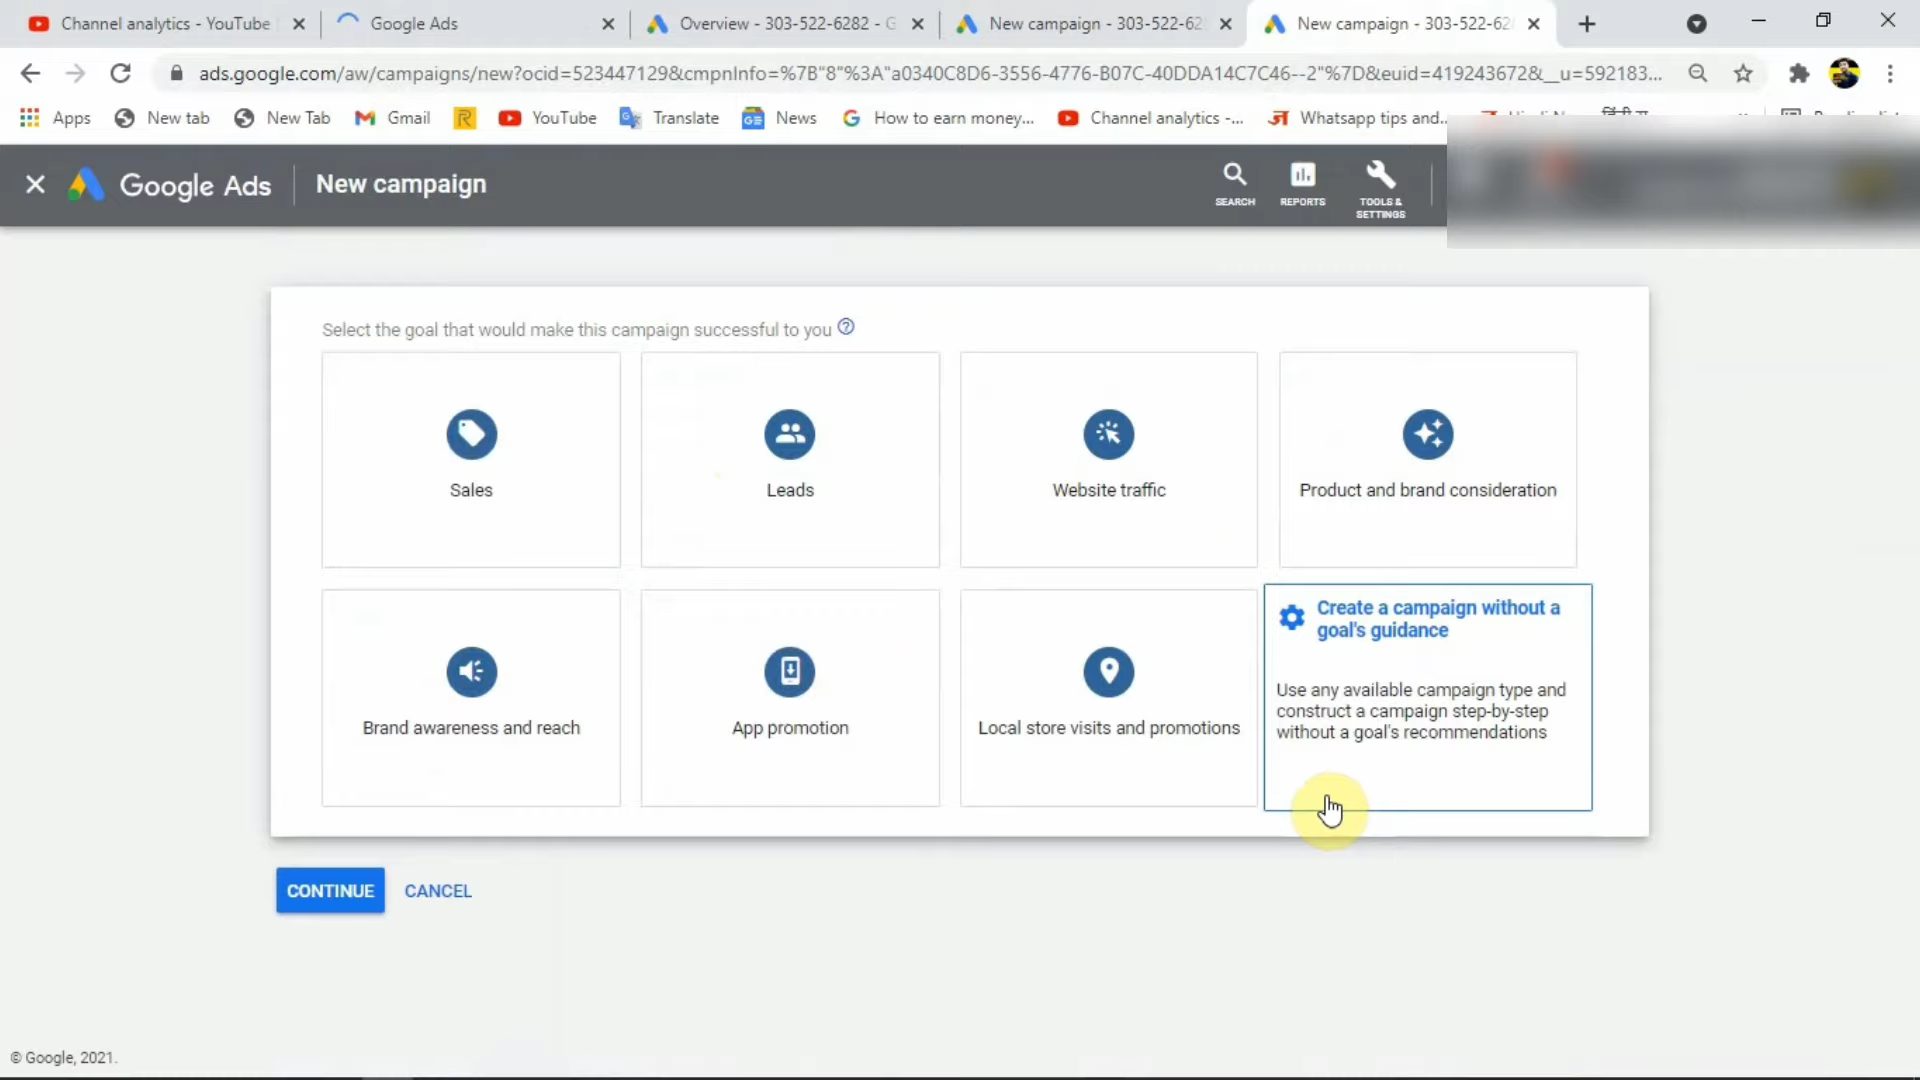 Channel analytics - YouTube
Google Ads
Overview - 303-522-6282 - G
New campaign - 303-522-62
New campaign - 303-522-62
ads.google.com/aw/campaigns/new?ocid=523447129&cmpnInfo=%7B"8"%3A"a0340C8D6-3556-4776-B07C-40DDA14C7C46--2"%7D&euid=419243672&__u=592183...
Apps
New tab
New Tab
Gmail
YouTube
Translate
News
How to earn money...
Channel analytics -...
Whatsapp tips and...
Google Ads
New campaign
SEARCH
REPORTS
TOOLS &
SETTINGS
Select the goal that would make this campaign successful to you
Sales
Leads
Website traffic
Product and brand consideration
Brand awareness and reach
App promotion
Local store visits and promotions
Create a campaign without a
goal's guidance
Use any available campaign type and
construct a campaign step-by-step
without a goal's recommendations
CONTINUE
CANCEL
© Google, 2021.